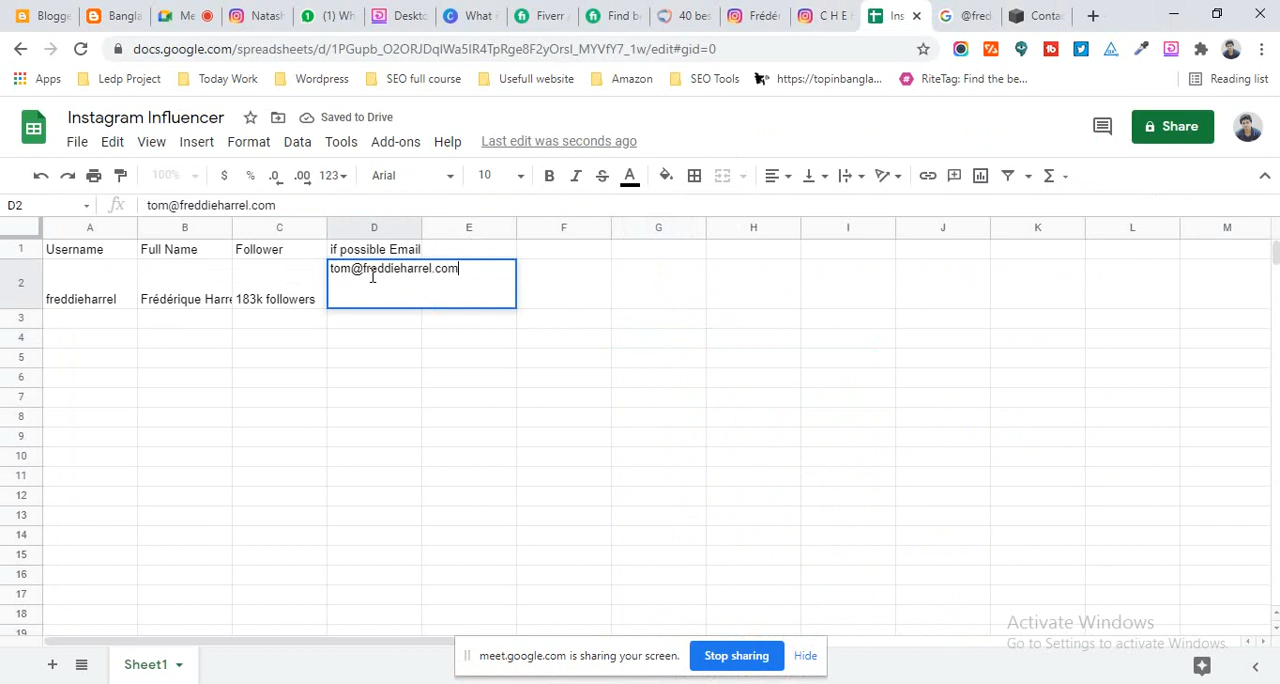 Blogge
Bangla
Me
Natash
(1) Wh
Deskto
What i
Fiverr /
Find b
40 bes
Frédé
C H E
Ins
@fred
Conta
docs.google.com/spreadsheets/d/
Apps
Ledp Project
Today Work
Wordpress
SEO full course
Usefull website
Amazon
SEO Tools
https://topinbangla...
RiteTag: Find the be...
Reading list
Instagram Influencer
Saved to Drive
Share
File Edit View Insert Format Data Tools Add-ons Help Last edit was seconds ago
100% $ % .0 .00 123 Arial 10 B I S A
D2 fx tom@freddieharrel.com
A B C D E F G H I J K L M
1 Username Full Name Follower if possible Email
2 freddieharrel Frédérique Harre 183k followers tom@freddieharrel.com
3
4
5
6
7
8
9
10
11
12
13
14
15
16
17
18
19
Activate Windows
Go to Settings to activate Windows.
meet.google.com is sharing your screen. Stop sharing Hide
Sheet1